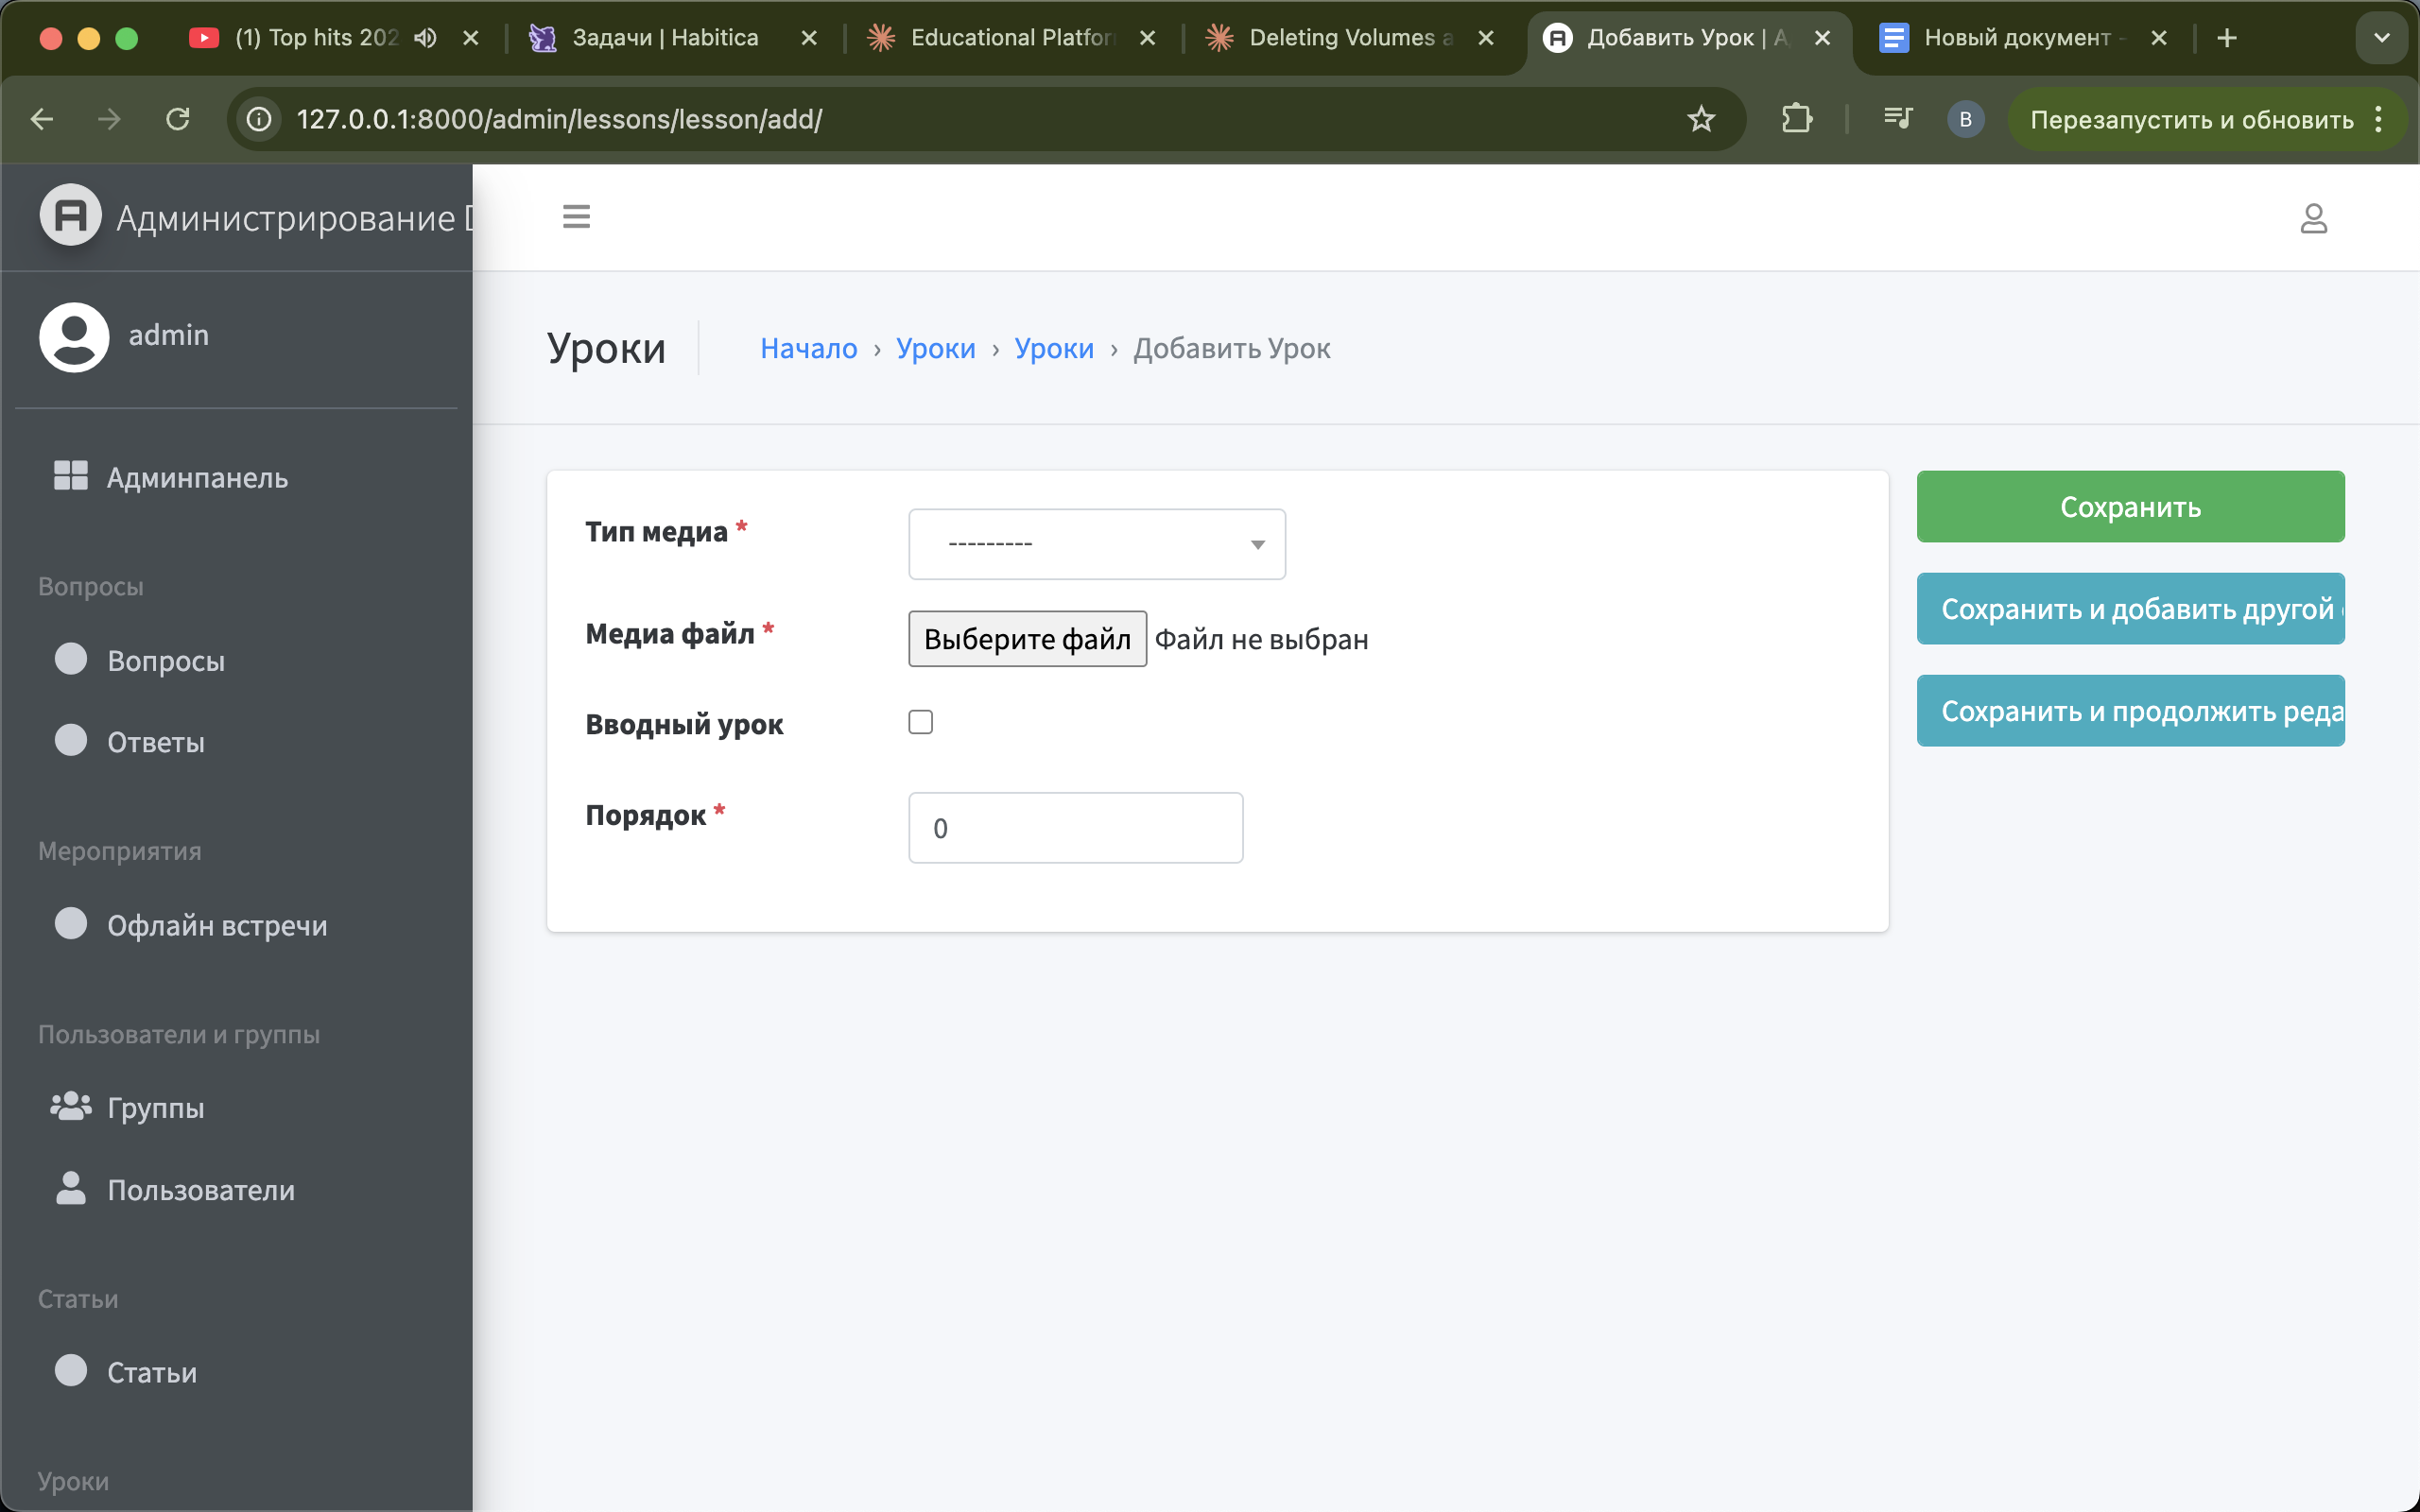 (1) Top hits 202
Задачи | Habitica
Educational Platfor
Deleting Volumes a
Добавить Урок | A
Новый документ -
127.0.0.1:8000/admin/lessons/lesson/add/
B
Перезапустить и обновить
Администрирование D
admin
Админпанель
Вопросы
Вопросы
Ответы
Мероприятия
Офлайн встречи
Пользователи и группы
Группы
Пользователи
Статьи
Статьи
Уроки
Уроки
Начало › Уроки › Уроки › Добавить Урок
Тип медиа *
---------
Медиа файл *
Выберите файл Файл не выбран
Вводный урок
Порядок *
0
Сохранить
Сохранить и добавить другой
Сохранить и продолжить реда